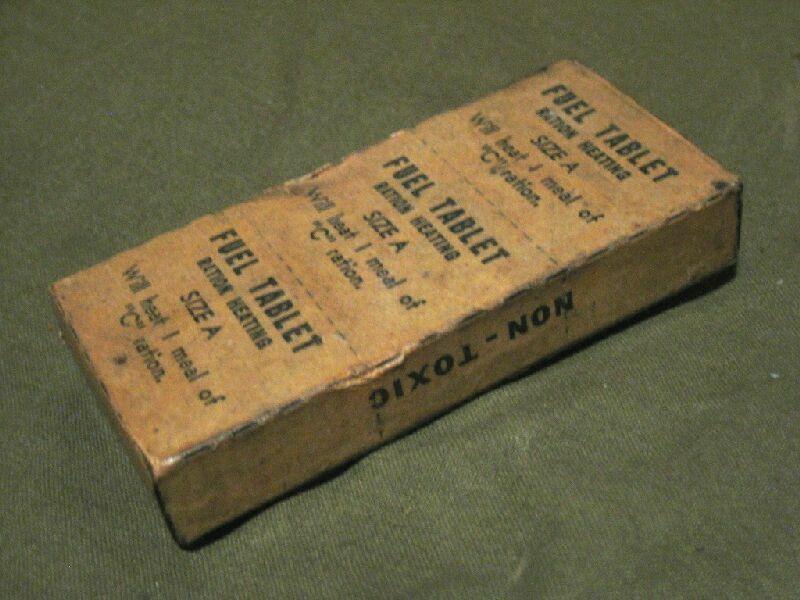 FUEL TABLET
RATION HEATING
SIZE A
Will heat 1 meal of
"C" ration.
FUEL TABLET
RATION HEATING
SIZE A
Will heat 1 meal of
"C" ration.
FUEL TABLET
RATION HEATING
SIZE A
Will heat 1 meal of
"C" ration.
NON-TOXIC